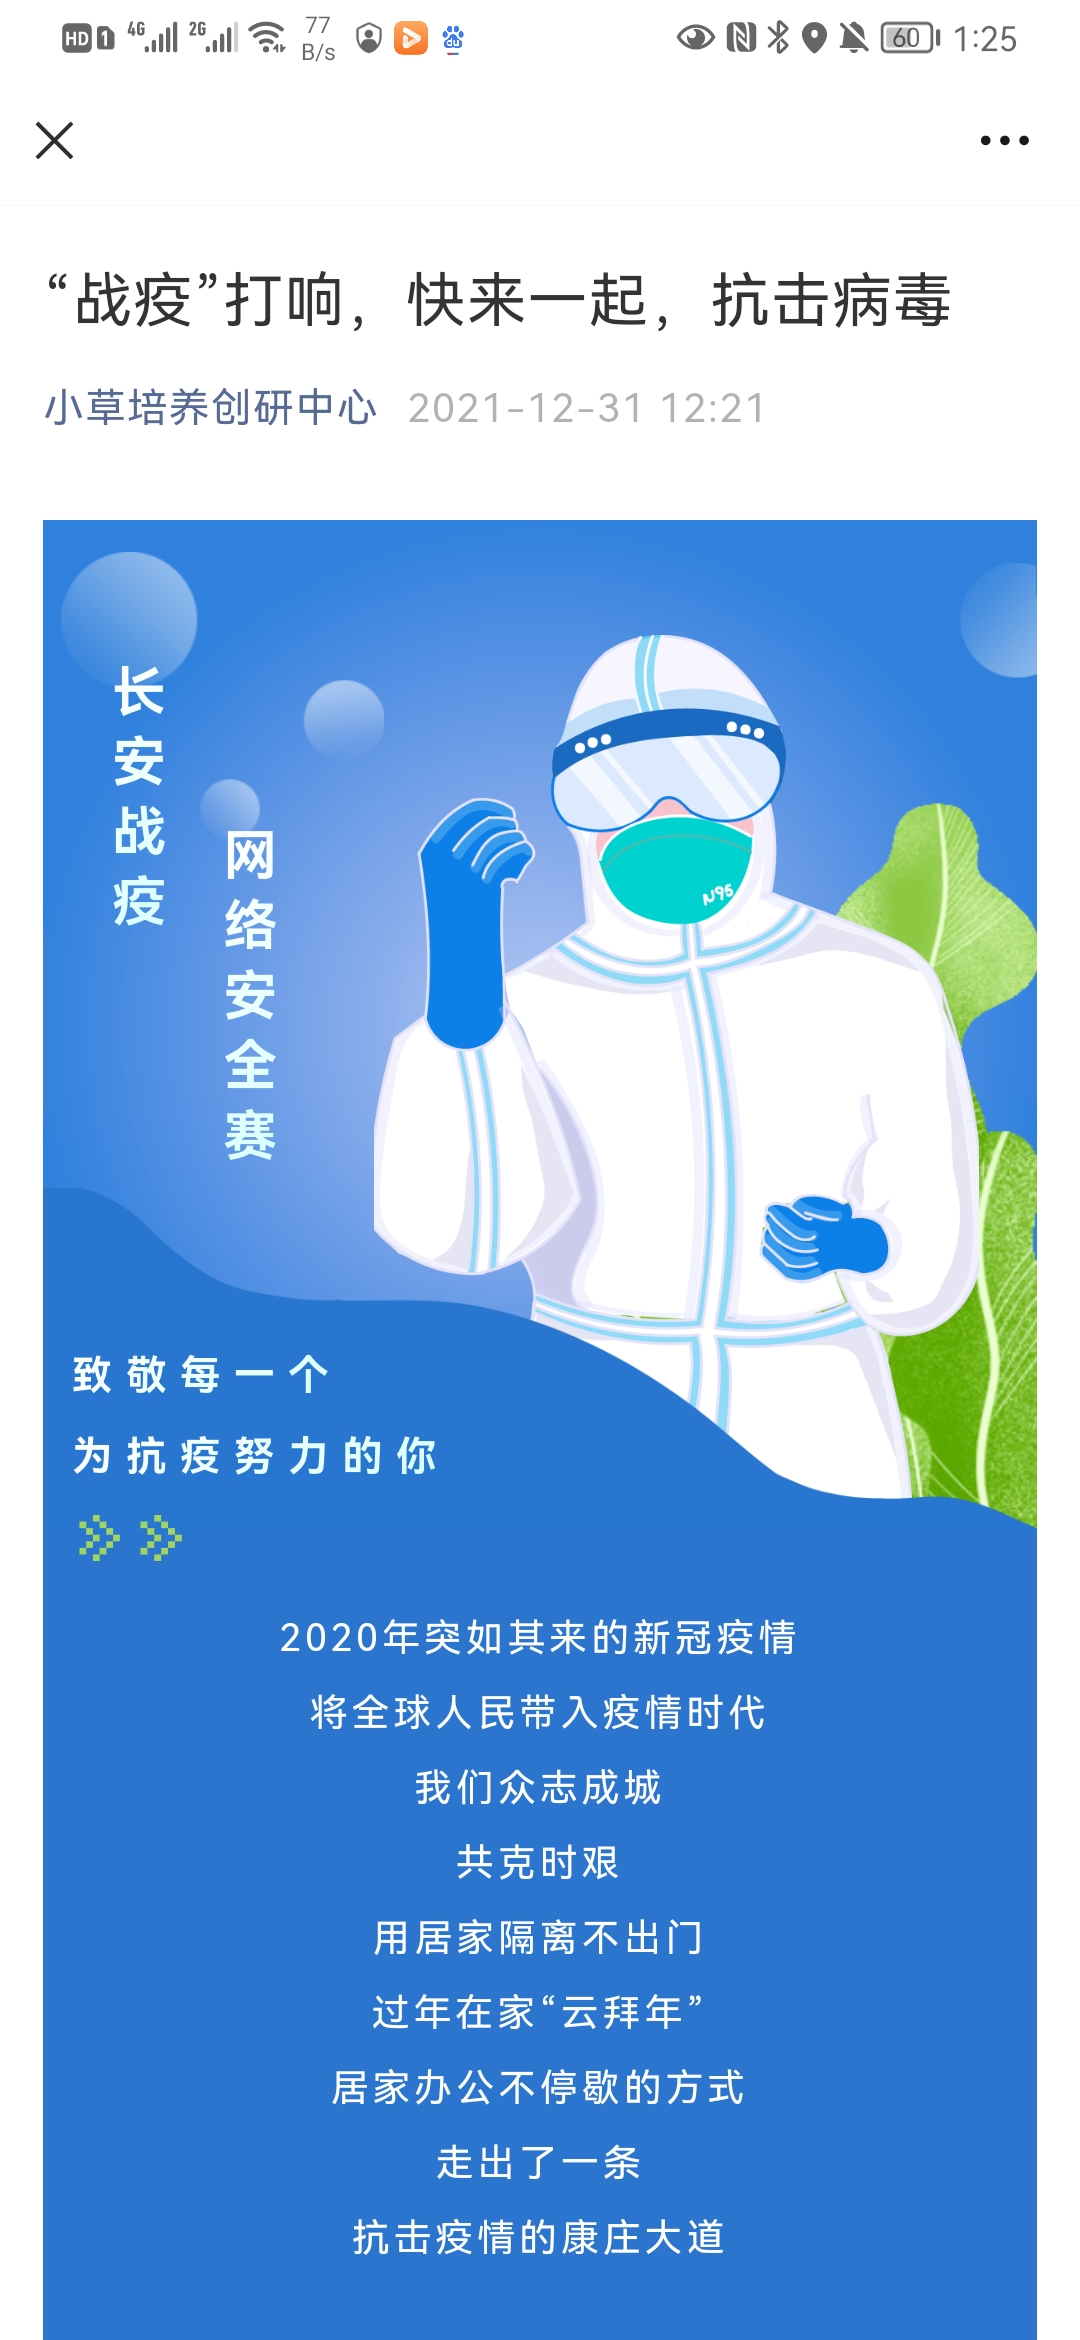 HD 1 4G 2G 77 B/s du 60 1:25
“战疫”打响，快来一起，抗击病毒
小草培养创研中心 2021-12-31 12:21
长安战疫
网络安全赛
N95
致敬每一个
为抗疫努力的你
2020年突如其来的新冠疫情
将全球人民带入疫情时代
我们众志成城
共克时艰
用居家隔离不出门
过年在家“云拜年”
居家办公不停歇的方式
走出了一条
抗击疫情的康庄大道